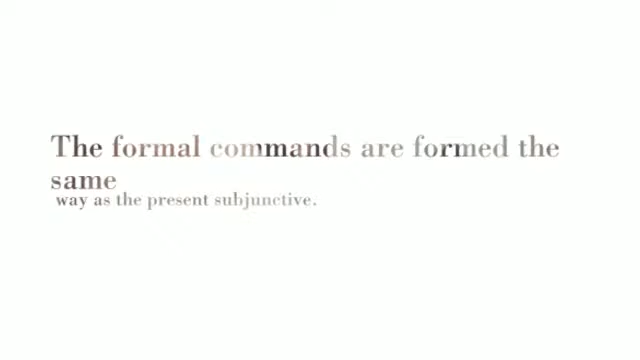 The formal commands are formed the
same
way as the present subjunctive.